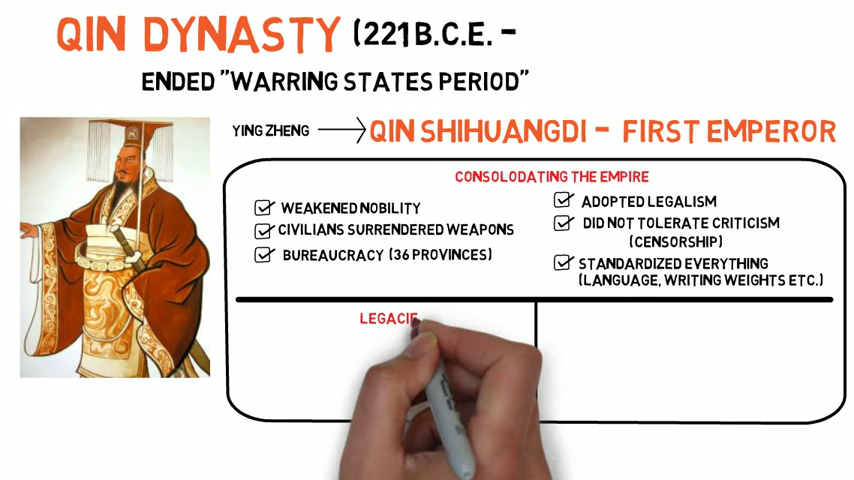 QIN DYNASTY (221B.C.E. -
ENDED "WARRING STATES PERIOD"
YING ZHENG
QIN SHIHUANGDI - FIRST EMPEROR
CONSOLODATING THE EMPIRE
WEAKENED NOBILITY
CIVILIANS SURRENDERED WEAPONS
BUREAUCRACY (36 PROVINCES)
ADOPTED LEGALISM
DID NOT TOLERATE CRITICISM
(CENSORSHIP)
STANDARDIZED EVERYTHING
(LANGUAGE, WRITING WEIGHTS ETC.)
LEGACIE